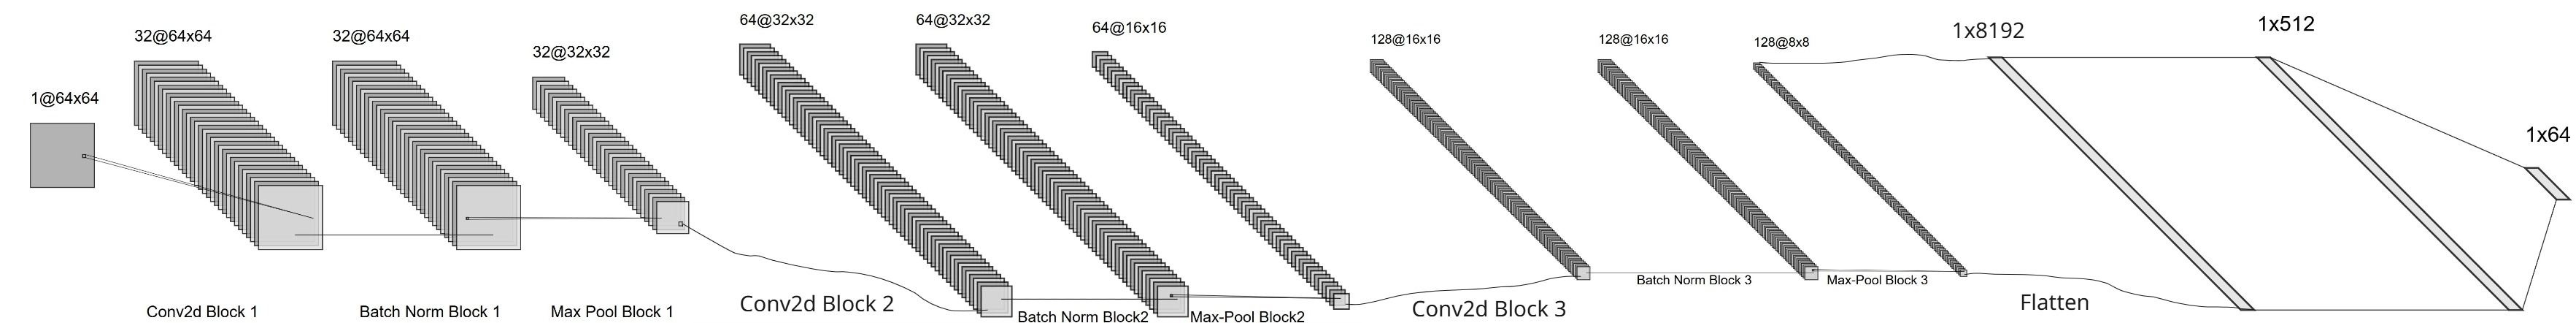 1@64x64
32@64x64
32@64x64
32@32x32
64@32x32
64@32x32
64@16x16
128@16x16
128@16x16
128@8x8
1x8192
1x512
1x64
Conv2d Block 1
Batch Norm Block 1
Max Pool Block 1
Conv2d Block 2
Batch Norm Block2
Max-Pool Block2
Conv2d Block 3
Batch Norm Block 3
Max-Pool Block 3
Flatten